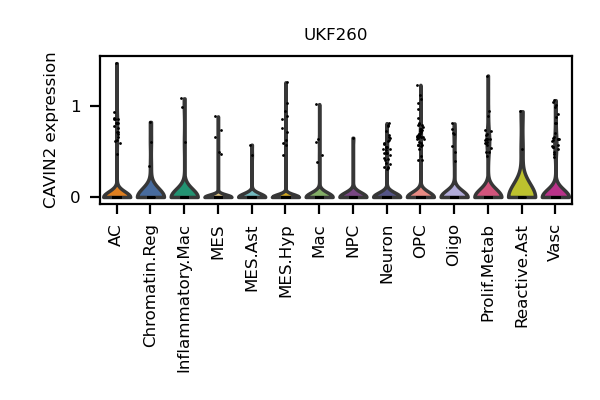 UKF260
CAVIN2 expression
1
0
AC
Chromatin.Reg
Inflammatory.Mac
MES
MES.Ast
MES.Hyp
Mac
NPC
Neuron
OPC
Oligo
Prolif.Metab
Reactive.Ast
Vasc